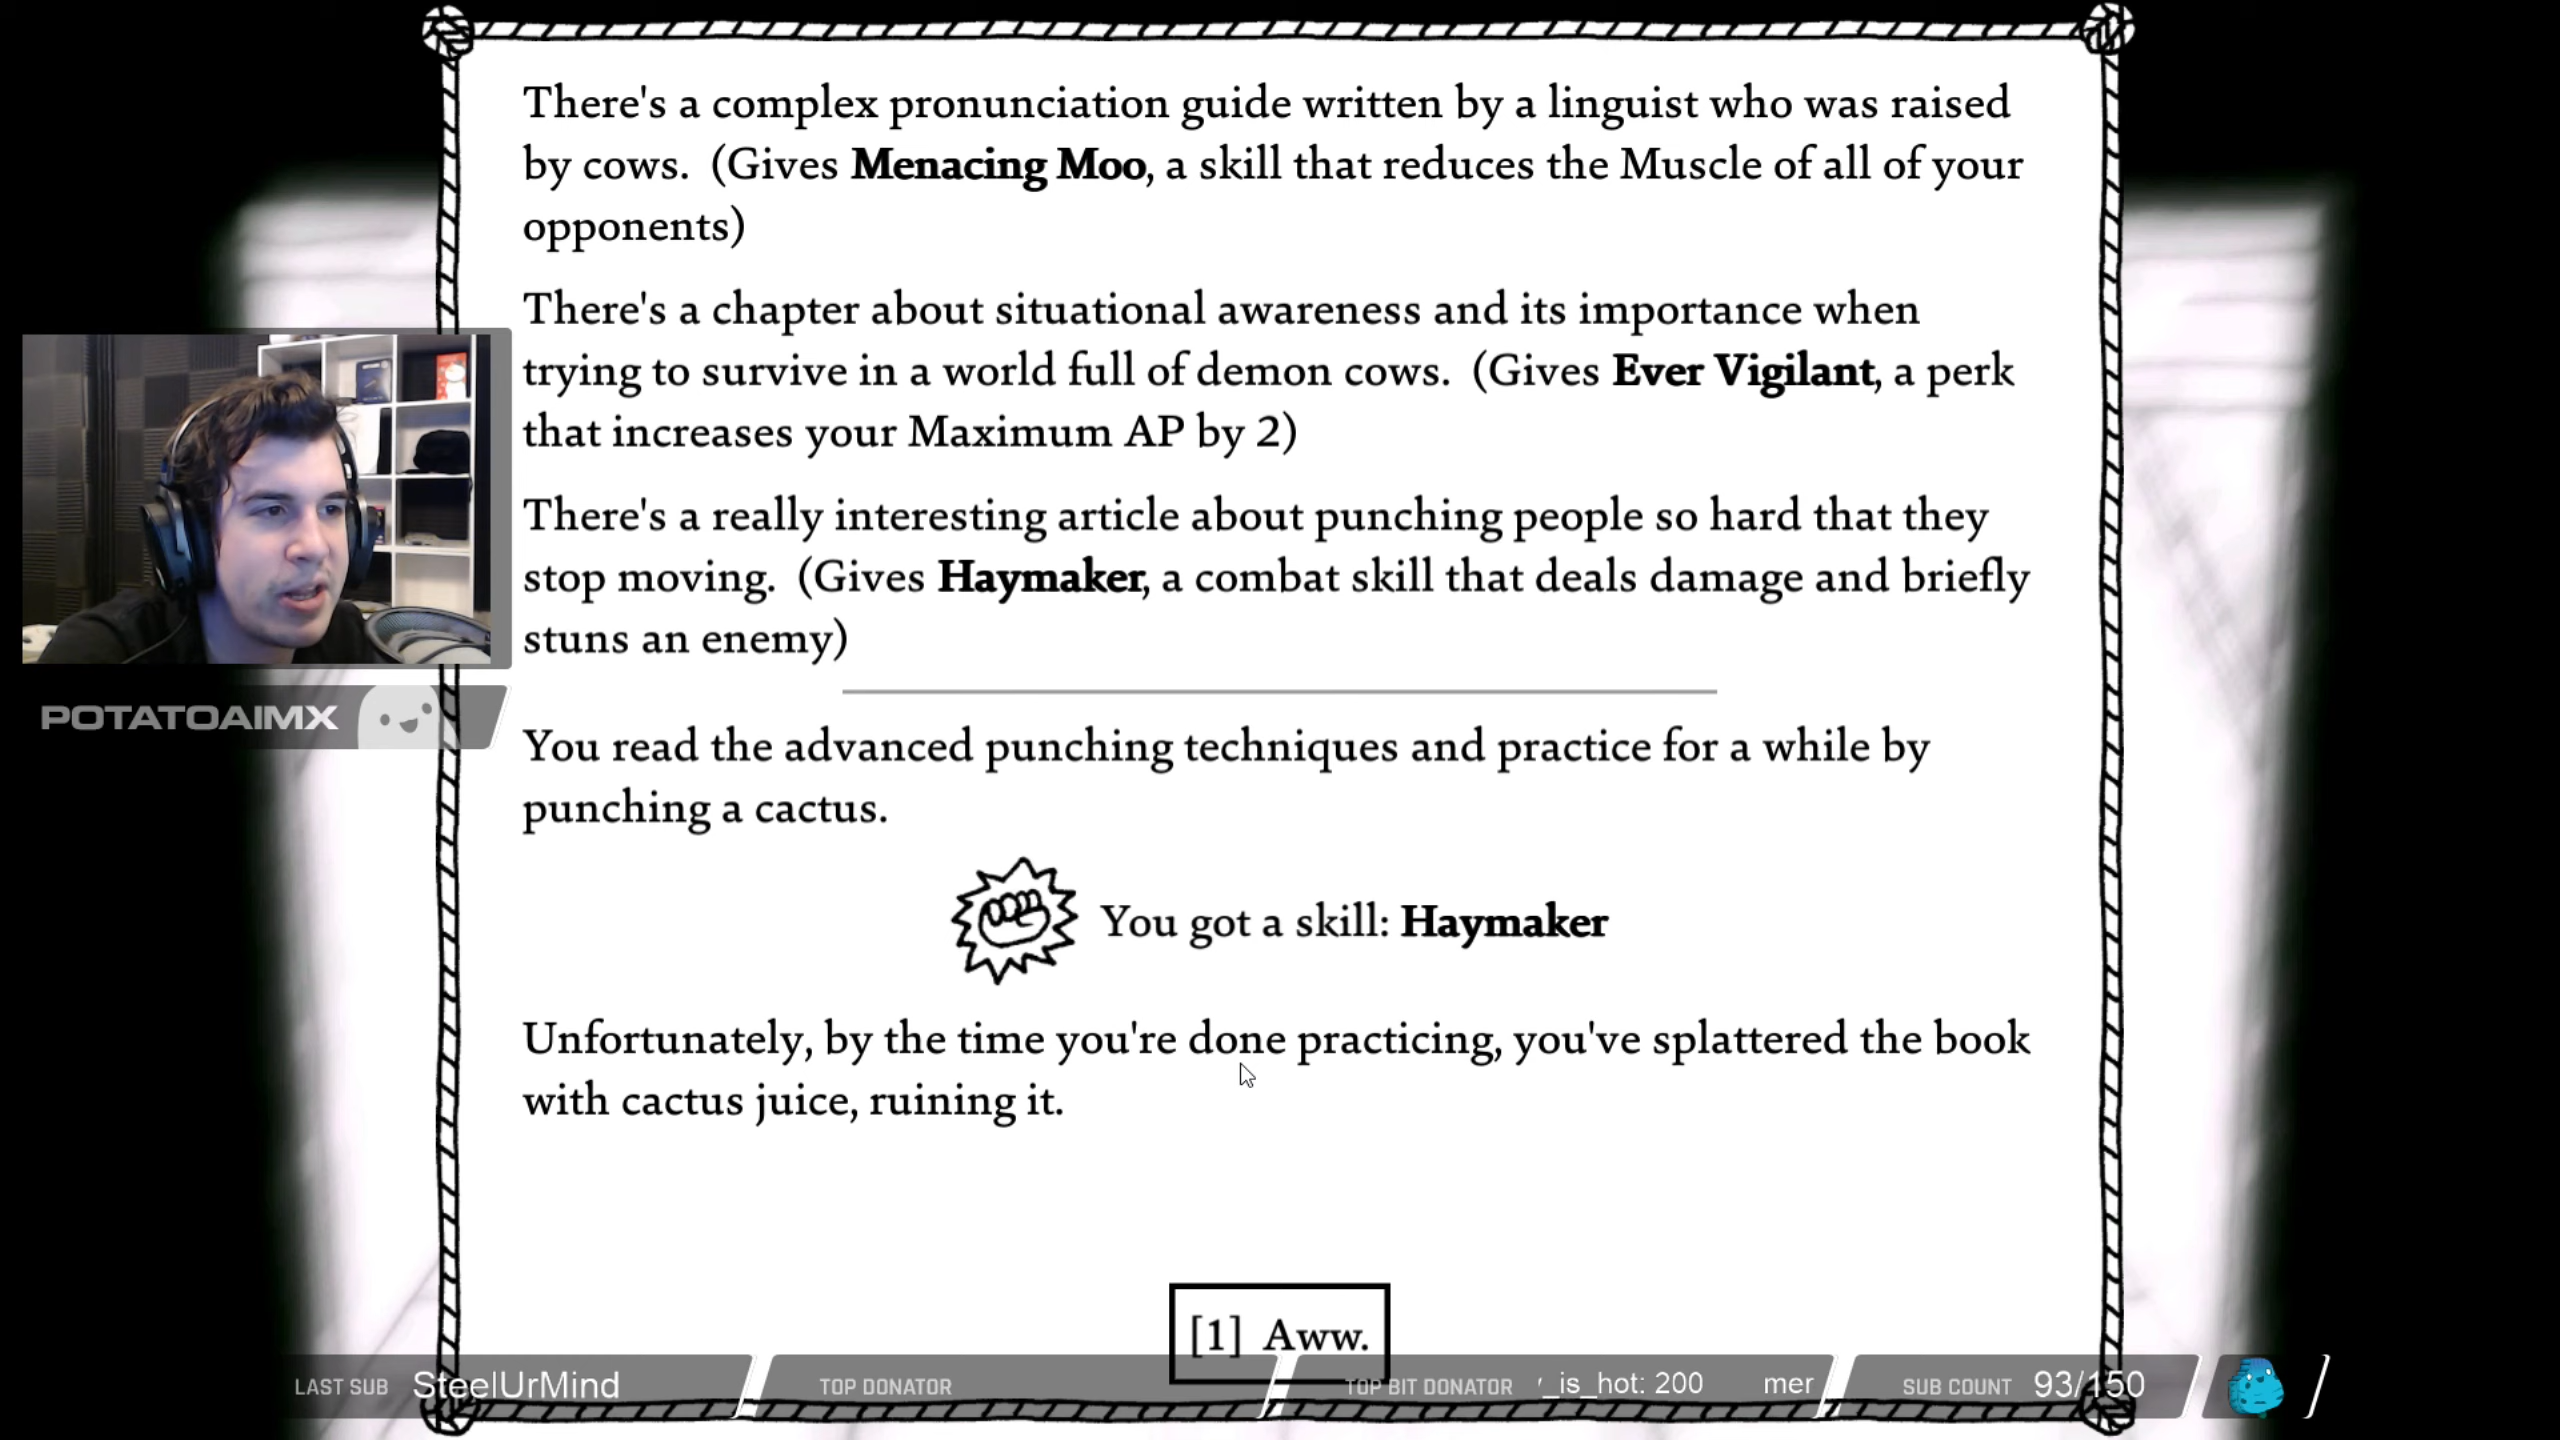 There's a complex pronunciation guide written by a linguist who was raised
by cows. (Gives Menacing Moo, a skill that reduces the Muscle of all of your
opponents)
There's a chapter about situational awareness and its importance when
trying to survive in a world full of demon cows. (Gives Ever Vigilant, a perk
that increases your Maximum AP by 2)
There's a really interesting article about punching people so hard that they
stop moving. (Gives Haymaker, a combat skill that deals damage and briefly
stuns an enemy)
POTATOAIMX
You read the advanced punching techniques and practice for a while by
punching a cactus.
You got a skill: Haymaker
Unfortunately, by the time you're done practicing, you've splattered the book
with cactus juice, ruining it.
[1] Aww.
LAST SUB SteelUrMind TOP DONATOR TOP BIT DONATOR _is_hot: 200 mer SUB COUNT 93/150